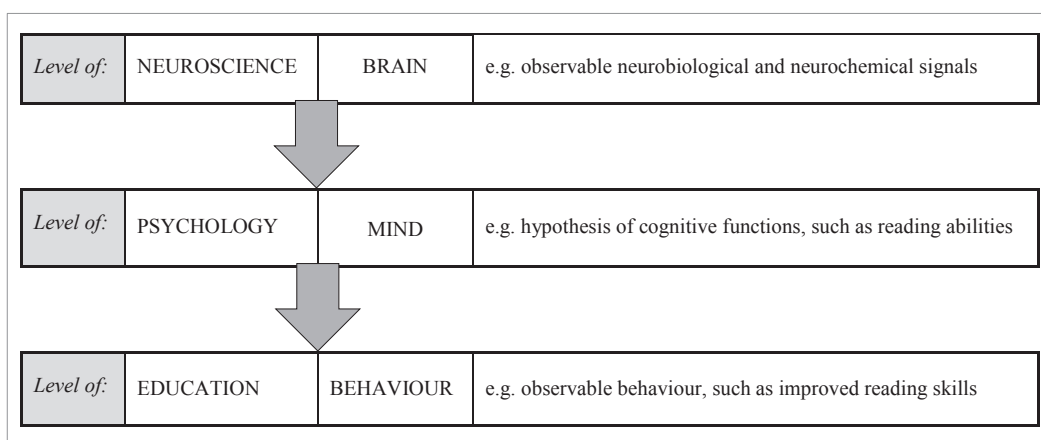 Level of: NEUROSCIENCE BRAIN e.g. observable neurobiological and neurochemical signals
Level of: PSYCHOLOGY MIND e.g. hypothesis of cognitive functions, such as reading abilities
Level of: EDUCATION BEHAVIOUR e.g. observable behaviour, such as improved reading skills